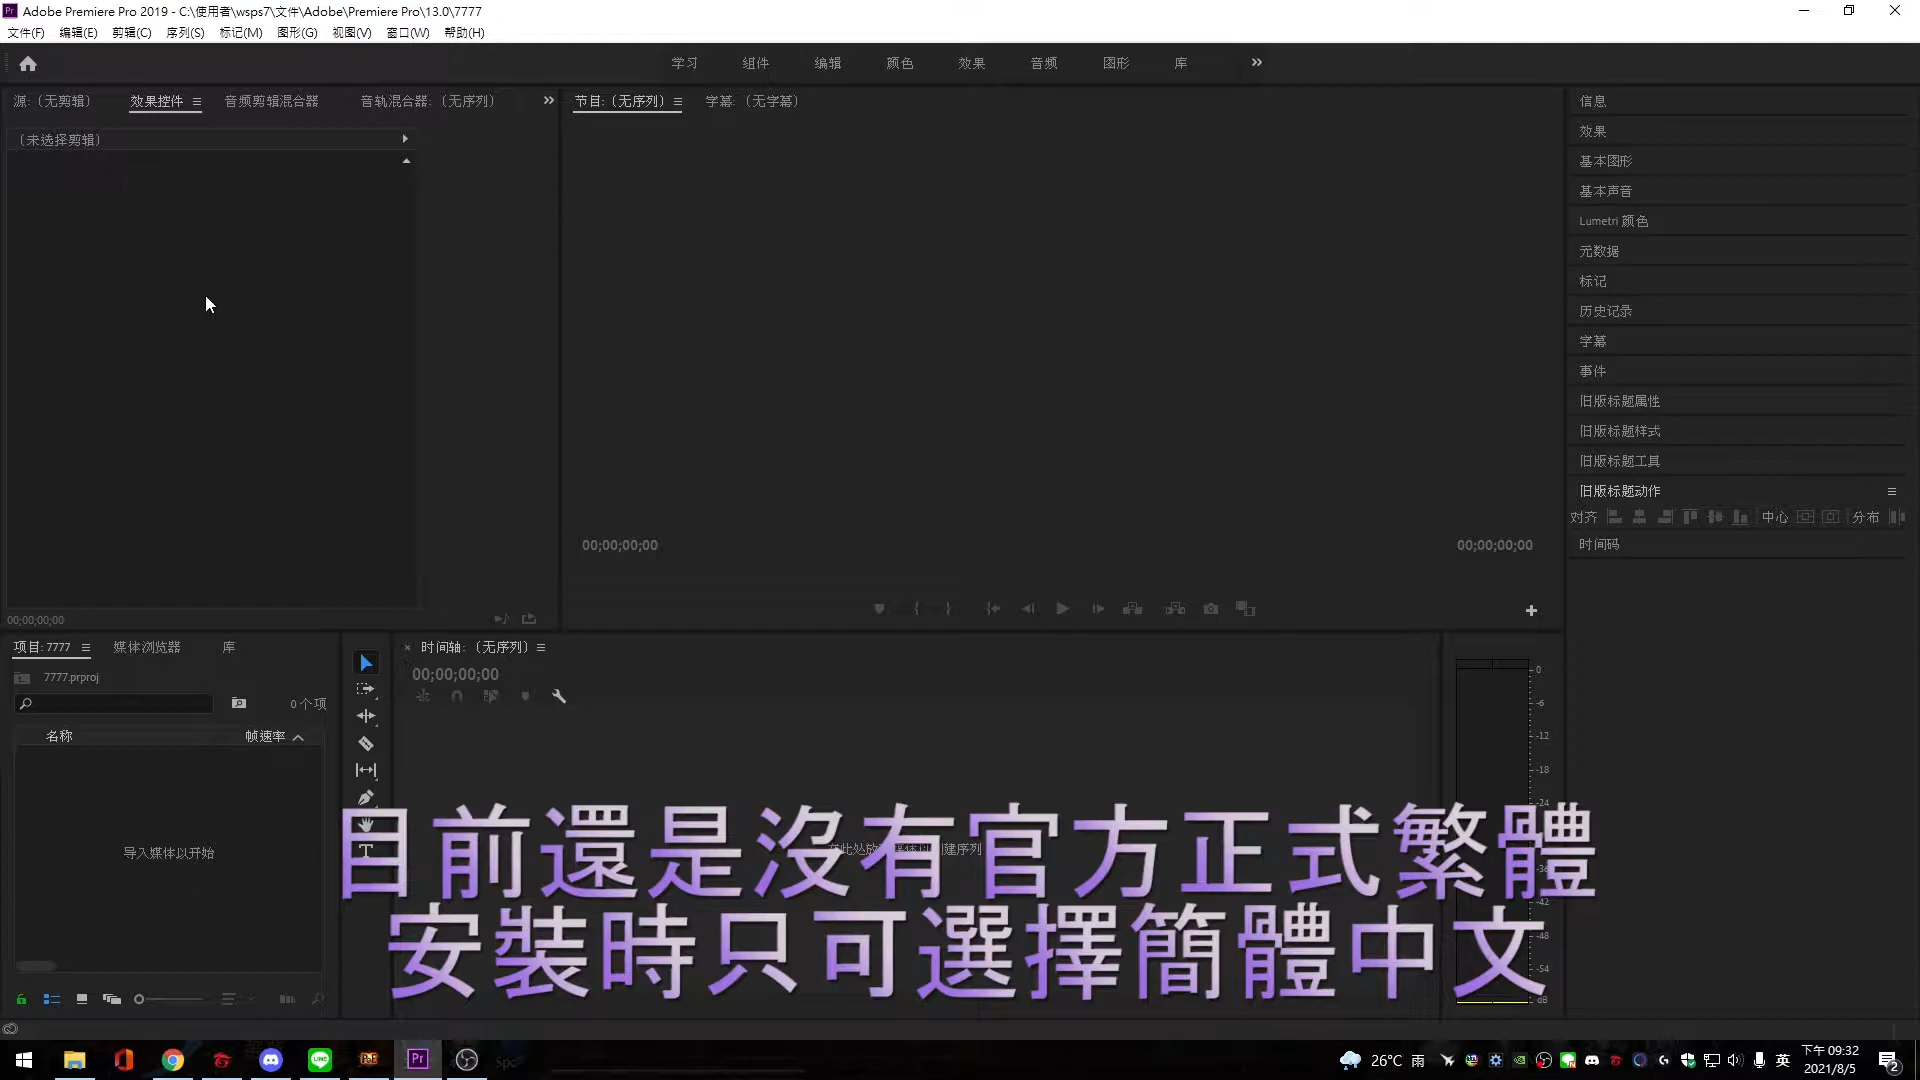 Adobe Premiere Pro 2019 - C:\使用者\wsps7\文件\Adobe\Premiere Pro\13.0\7777
文件(F) 编辑(E) 剪辑(C) 序列(S) 标记(M) 图形(G) 视图(V) 窗口(W) 帮助(H)
学习 组件 编辑 颜色 效果 音频 图形 库
源:（无剪辑） 效果控件 音频剪辑混合器 音轨混合器:（无序列）
节目:（无序列） 字幕:（无字幕）
（未选择剪辑）
信息
效果
基本图形
基本声音
Lumetri 颜色
元数据
标记
历史记录
字幕
事件
旧版标题属性
旧版标题样式
旧版标题工具
旧版标题动作
对齐 中心 分布
时间码
00;00;00;00 00;00;00;00
00;00;00;00
项目: 7777 媒体浏览器 库
7777.prproj
0 个项
名称 帧速率
导入媒体以开始
时间轴:（无序列）
00;00;00;00
0
-6
-12
-18
-24
-36
-42
-48
-54
dB
目前還是沒有官方正式繁體
安裝時只可選擇簡體中文
26°C 雨 英 下午 09:32
2021/8/5
2